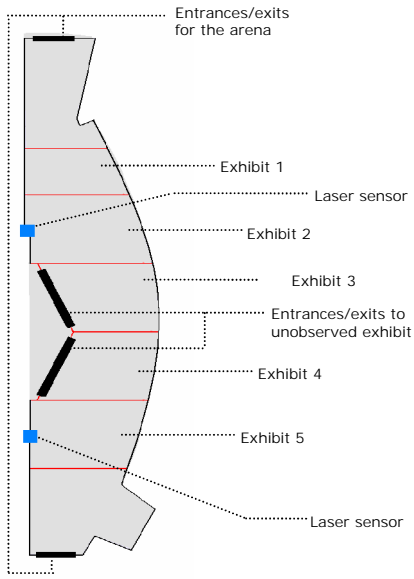 Entrances/exits
for the arena
Exhibit 1
Laser sensor
Exhibit 2
Exhibit 3
Entrances/exits to
unobserved exhibit
Exhibit 4
Exhibit 5
Laser sensor